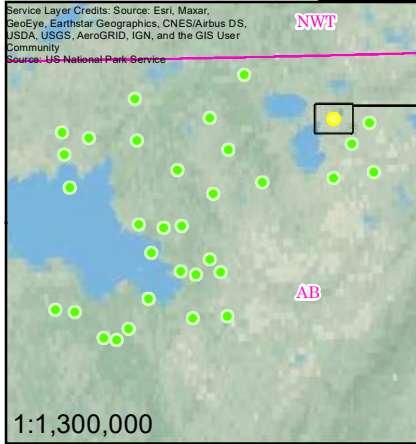 Service Layer Credits: Source: Esri, Maxar,
GeoEye, Earthstar Geographics, CNES/Airbus DS,
USDA, USGS, AeroGRID, IGN, and the GIS User
Community
Source: US National Park Service
NWT
AB
1:1,300,000